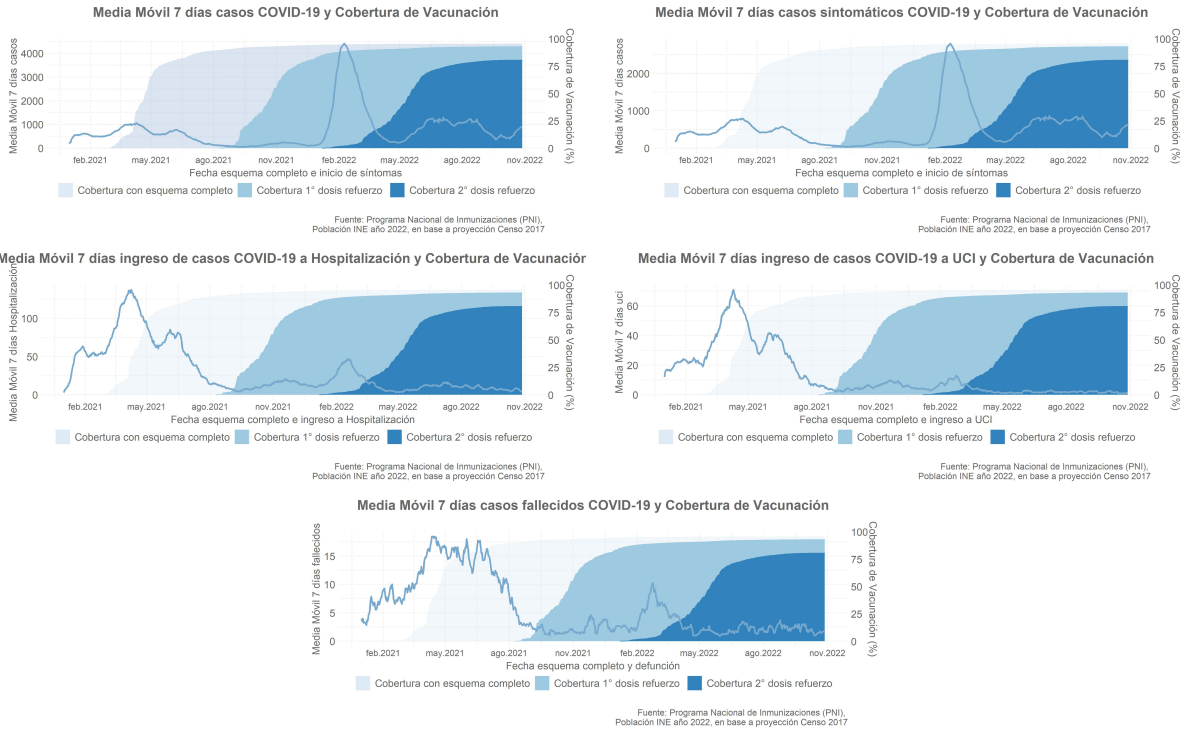 Media Móvil 7 días casos COVID-19 y Cobertura de Vacunación
Media Móvil 7 días casos
4000
3000
2000
1000
0
100
75
50
25
0
Cobertura de Vacunación (%)
feb.2021 may.2021 ago.2021 nov.2021 feb.2022 may.2022 ago.2022 nov.2022
Fecha esquema completo e inicio de síntomas
Cobertura con esquema completo Cobertura 1° dosis refuerzo Cobertura 2° dosis refuerzo
Fuente: Programa Nacional de Inmunizaciones (PNI),
Población INE año 2022, en base a proyección Censo 2017
Media Móvil 7 días casos sintomáticos COVID-19 y Cobertura de Vacunación
Media Móvil 7 días casos
2000
1000
0
100
75
50
25
0
Cobertura de Vacunación (%)
feb.2021 may.2021 ago.2021 nov.2021 feb.2022 may.2022 ago.2022 nov.2022
Fecha esquema completo e inicio de síntomas
Cobertura con esquema completo Cobertura 1° dosis refuerzo Cobertura 2° dosis refuerzo
Fuente: Programa Nacional de Inmunizaciones (PNI),
Población INE año 2022, en base a proyección Censo 2017
Media Móvil 7 días ingreso de casos COVID-19 a Hospitalización y Cobertura de Vacunación
Media Móvil 7 días Hospitalización
100
50
0
100
75
50
25
0
Cobertura de Vacunación (%)
feb.2021 may.2021 ago.2021 nov.2021 feb.2022 may.2022 ago.2022 nov.2022
Fecha esquema completo e ingreso a Hospitalización
Cobertura con esquema completo Cobertura 1° dosis refuerzo Cobertura 2° dosis refuerzo
Fuente: Programa Nacional de Inmunizaciones (PNI),
Población INE año 2022, en base a proyección Censo 2017
Media Móvil 7 días ingreso de casos COVID-19 a UCI y Cobertura de Vacunación
Media Móvil 7 días uci
60
40
20
0
100
75
50
25
0
Cobertura de Vacunación (%)
feb.2021 may.2021 ago.2021 nov.2021 feb.2022 may.2022 ago.2022 nov.2022
Fecha esquema completo e ingreso a UCI
Cobertura con esquema completo Cobertura 1° dosis refuerzo Cobertura 2° dosis refuerzo
Fuente: Programa Nacional de Inmunizaciones (PNI),
Población INE año 2022, en base a proyección Censo 2017
Media Móvil 7 días casos fallecidos COVID-19 y Cobertura de Vacunación
Media Móvil 7 días fallecidos
15
10
5
0
100
75
50
25
0
Cobertura de Vacunación (%)
feb.2021 may.2021 ago.2021 nov.2021 feb.2022 may.2022 ago.2022 nov.2022
Fecha esquema completo y defunción
Cobertura con esquema completo Cobertura 1° dosis refuerzo Cobertura 2° dosis refuerzo
Fuente: Programa Nacional de Inmunizaciones (PNI),
Población INE año 2022, en base a proyección Censo 2017